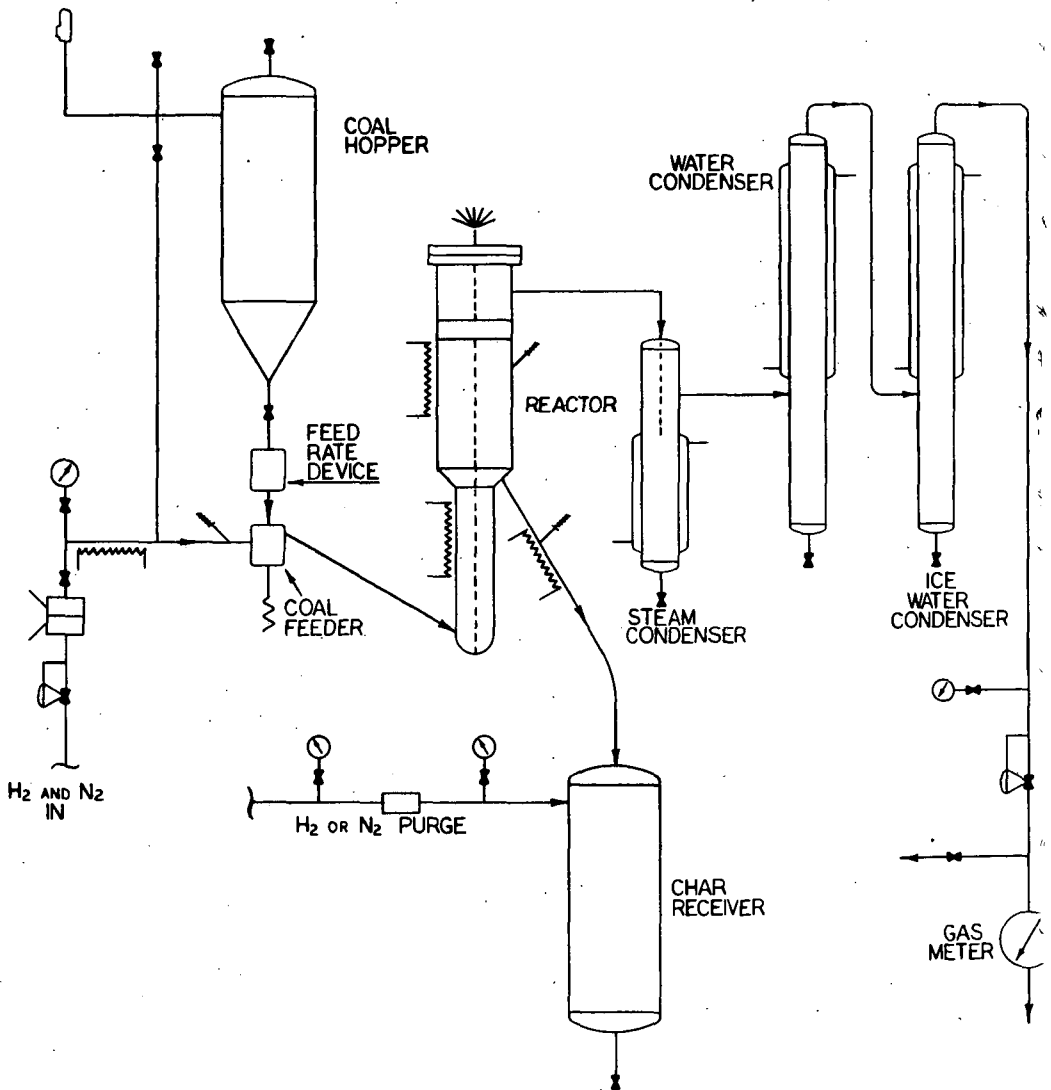 COAL
HOPPER
WATER
CONDENSER
REACTOR
FEED
RATE
DEVICE
COAL
FEEDER
STEAM
CONDENSER
ICE
WATER
CONDENSER
H₂ AND N₂
IN
H₂ OR N₂ PURGE
CHAR
RECEIVER
GAS
METER